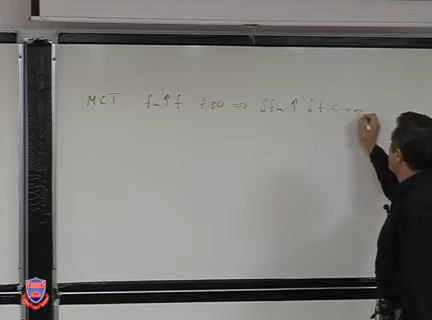 MCT - fₙ ↑ f, f ≥ 0 ⇒ ∫fₙ ↑ ∫f ≤ +∞